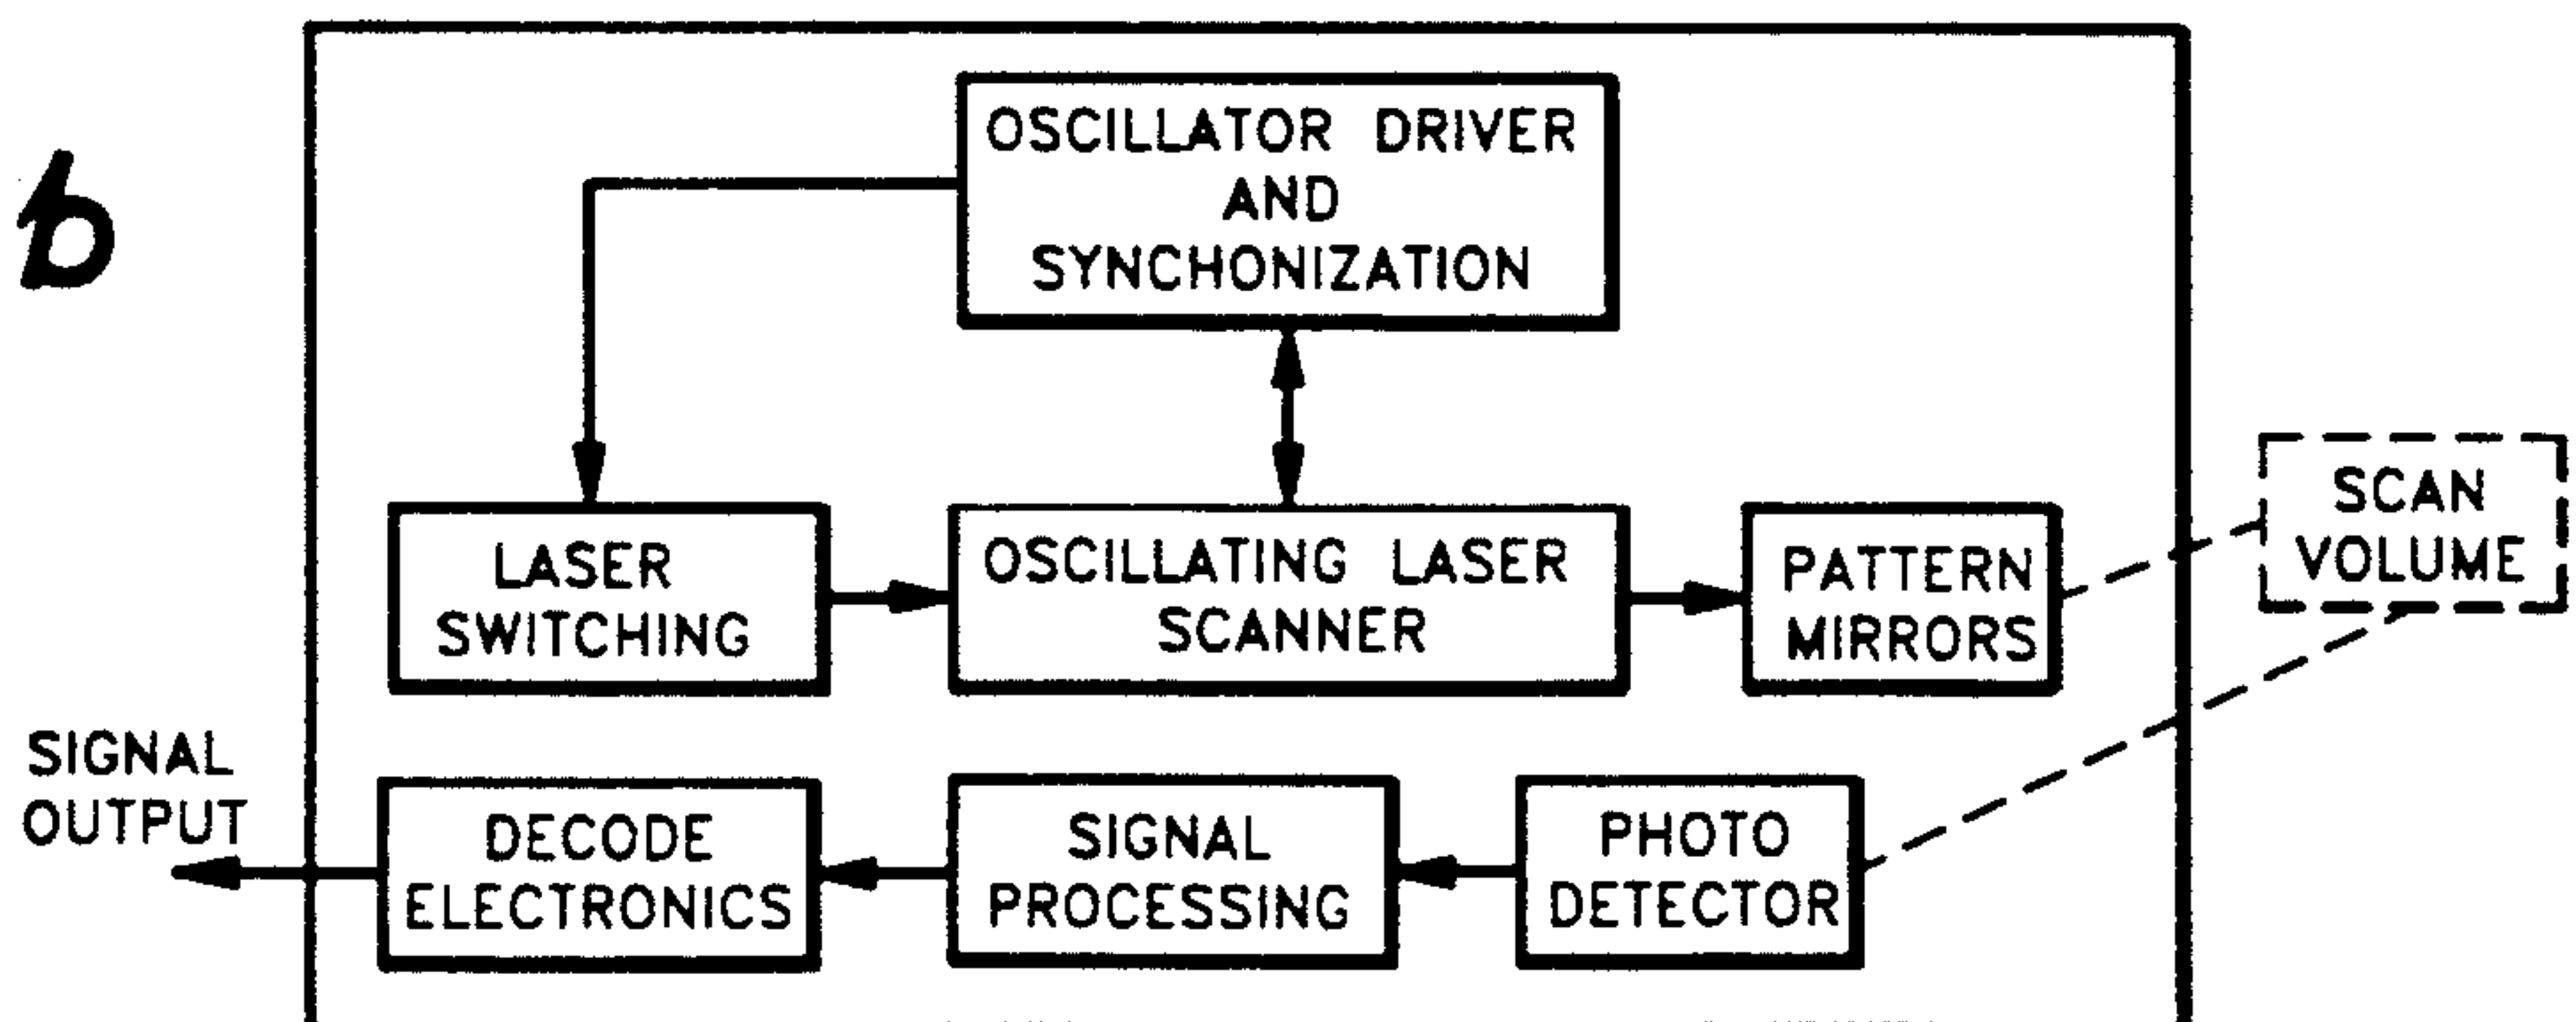 b
OSCILLATOR DRIVER
AND
SYNCHONIZATION
LASER
SWITCHING
OSCILLATING LASER
SCANNER
PATTERN
MIRRORS
SCAN
VOLUME
SIGNAL
OUTPUT
DECODE
ELECTRONICS
SIGNAL
PROCESSING
PHOTO
DETECTOR